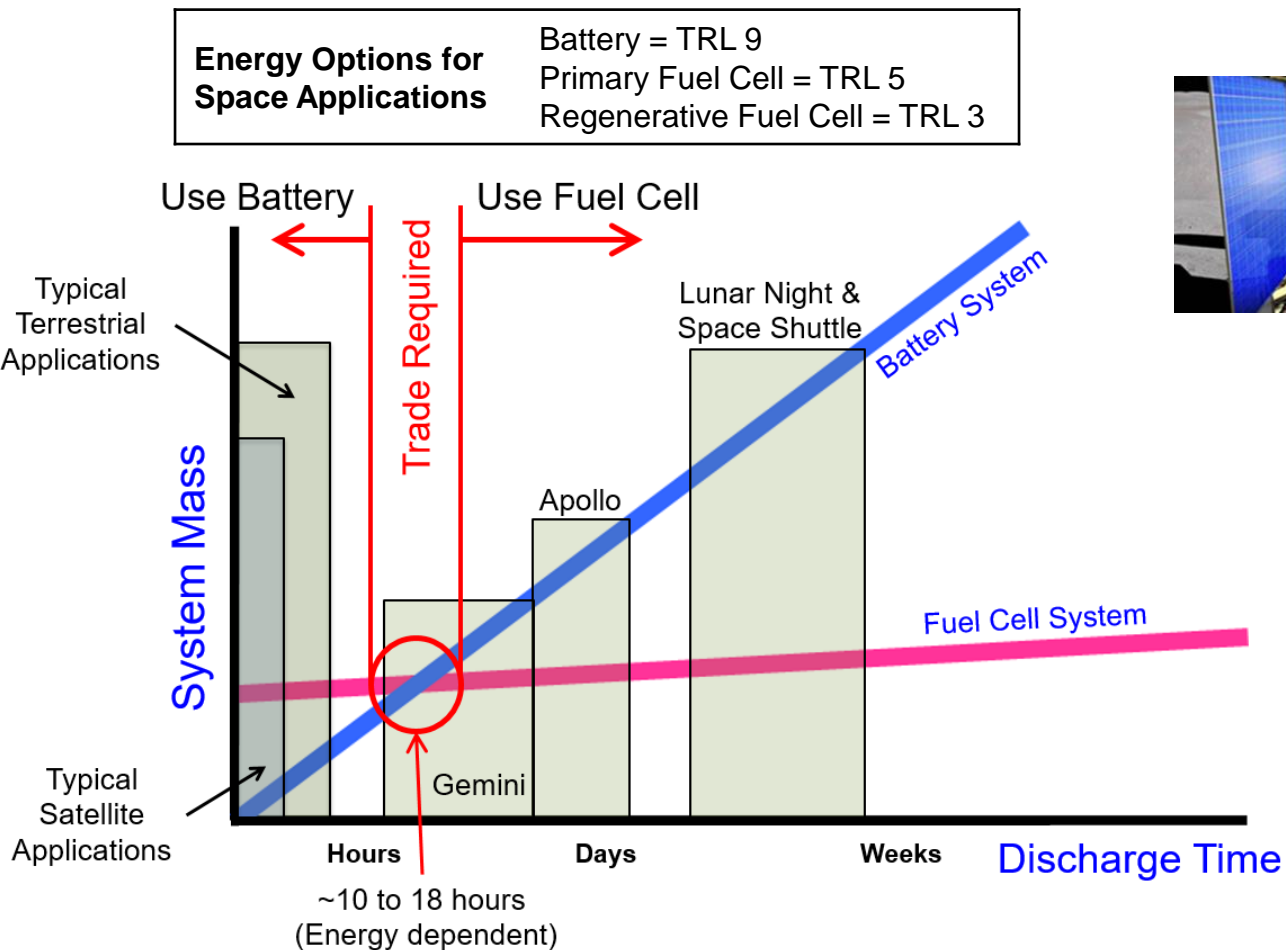 Energy Options for
Space Applications
Battery = TRL 9
Primary Fuel Cell = TRL 5
Regenerative Fuel Cell = TRL 3
Use Battery
Use Fuel Cell
Trade Required
Typical
Terrestrial
Applications
Lunar Night &
Space Shuttle
Battery System
System Mass
Apollo
Fuel Cell System
Gemini
Typical
Satellite
Applications
Hours
Days
Weeks
Discharge Time
~10 to 18 hours
(Energy dependent)